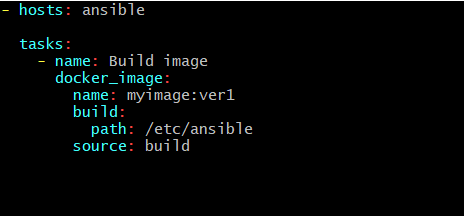 - hosts: ansible
  tasks:
    - name: Build image
      docker_image:
        name: myimage:ver1
        build:
          path: /etc/ansible
        source: build